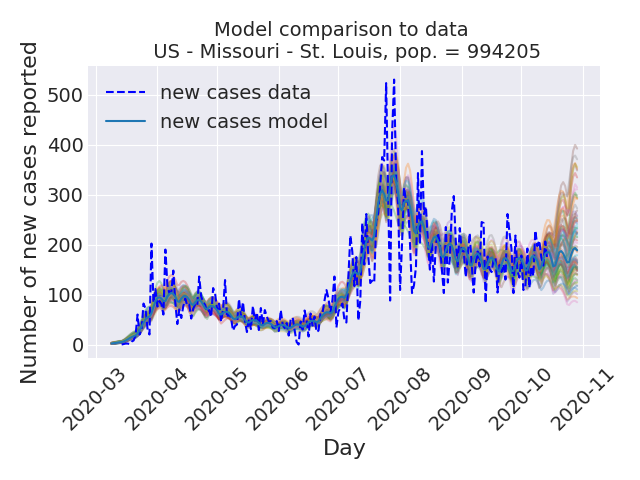 Model comparison to data
US - Missouri - St. Louis, pop. = 994205
Number of new cases reported
500
400
300
200
100
0
new cases data
new cases model
2020-03
2020-04
2020-05
2020-06
2020-07
2020-08
2020-09
2020-10
2020-11
Day